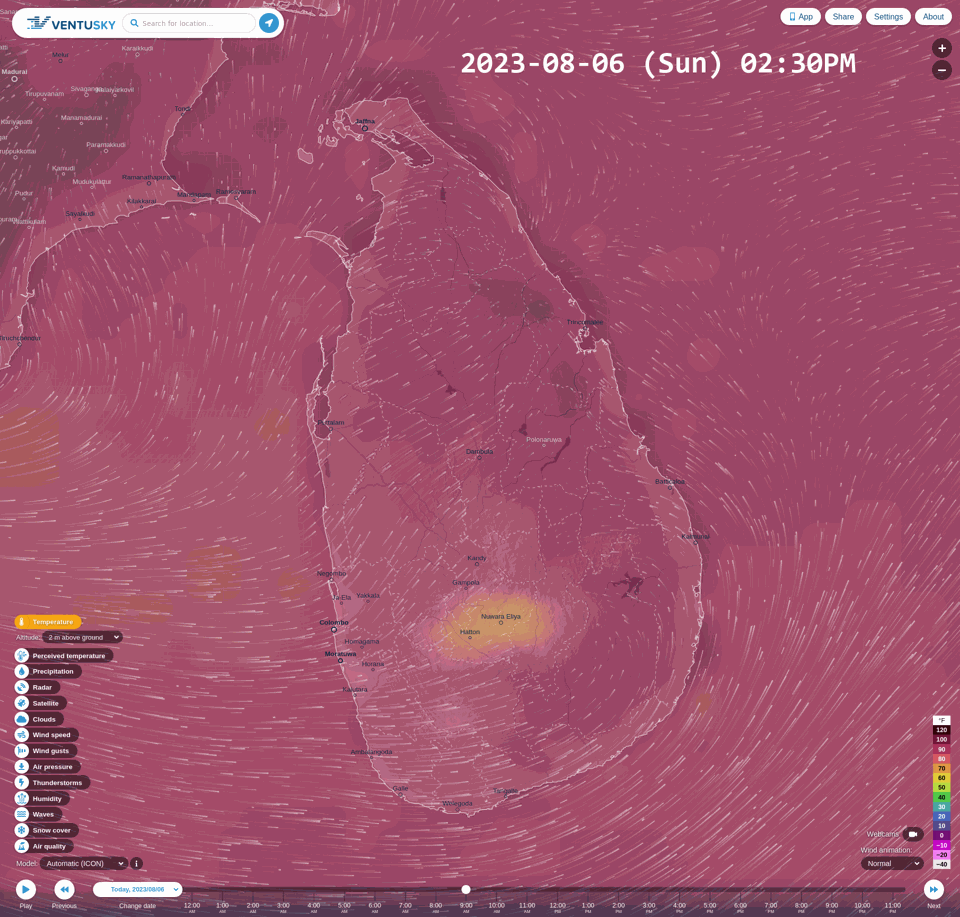 VENTUSKY
Search for location...
App
Share
Settings
About
2023-08-06 (Sun) 02:30PM
Karaikkudi
Madurai
Tirupuvanam
Manamadurai
Tondi
Paramakkudi
Kamudi
Mudukulattur
Ramanathapuram
Pudur
Kilakkarai
Mandapam
Rameswaram
Sayalkudi
Jaffna
Trincomalee
Puttalam
Polonaruwa
Dambulla
Batticaloa
Kalmunai
Kandy
Gampola
Negombo
Ja-Ela
Yakkala
Nuwara Eliya
Hatton
Colombo
Homagama
Moratuwa
Horana
Kalutara
Ambalangoda
Galle
Weligoda
Tangalle
Temperature
Altitude:
2 m above ground
Perceived temperature
Precipitation
Radar
Satellite
Clouds
Wind speed
Wind gusts
Air pressure
Thunderstorms
Humidity
Waves
Snow cover
Air quality
Model:
Automatic (ICON)
i
°F
120
100
90
80
70
60
50
40
30
20
10
0
−10
−20
−40
Webcams
Wind animation:
Normal
Play
Previous
Today, 2023/08/06
Change date
12:00 AM
1:00 AM
2:00 AM
3:00 AM
4:00 AM
5:00 AM
6:00 AM
7:00 AM
8:00 AM
9:00 AM
10:00 AM
11:00 AM
12:00 PM
1:00 PM
2:00 PM
3:00 PM
4:00 PM
5:00 PM
6:00 PM
7:00 PM
8:00 PM
9:00 PM
10:00 PM
11:00 PM
Next